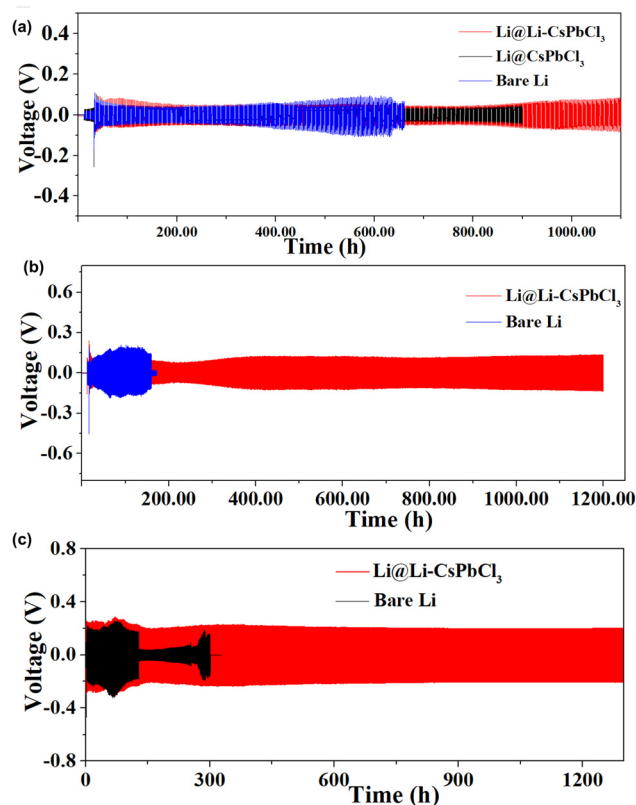 (a)
0.4
0.2
0.0
-0.2
-0.4
Voltage (V)
Li@Li-CsPbCl₃
Li@CsPbCl₃
Bare Li
200.00 400.00 600.00 800.00 1000.00
Time (h)
(b)
0.6
0.3
0.0
-0.3
-0.6
Voltage (V)
Li@Li-CsPbCl₃
Bare Li
200.00 400.00 600.00 800.00 1000.00 1200.00
Time (h)
(c)
0.8
0.4
0.0
-0.4
-0.8
Voltage (V)
Li@Li-CsPbCl₃
Bare Li
0 300 600 900 1200
Time (h)